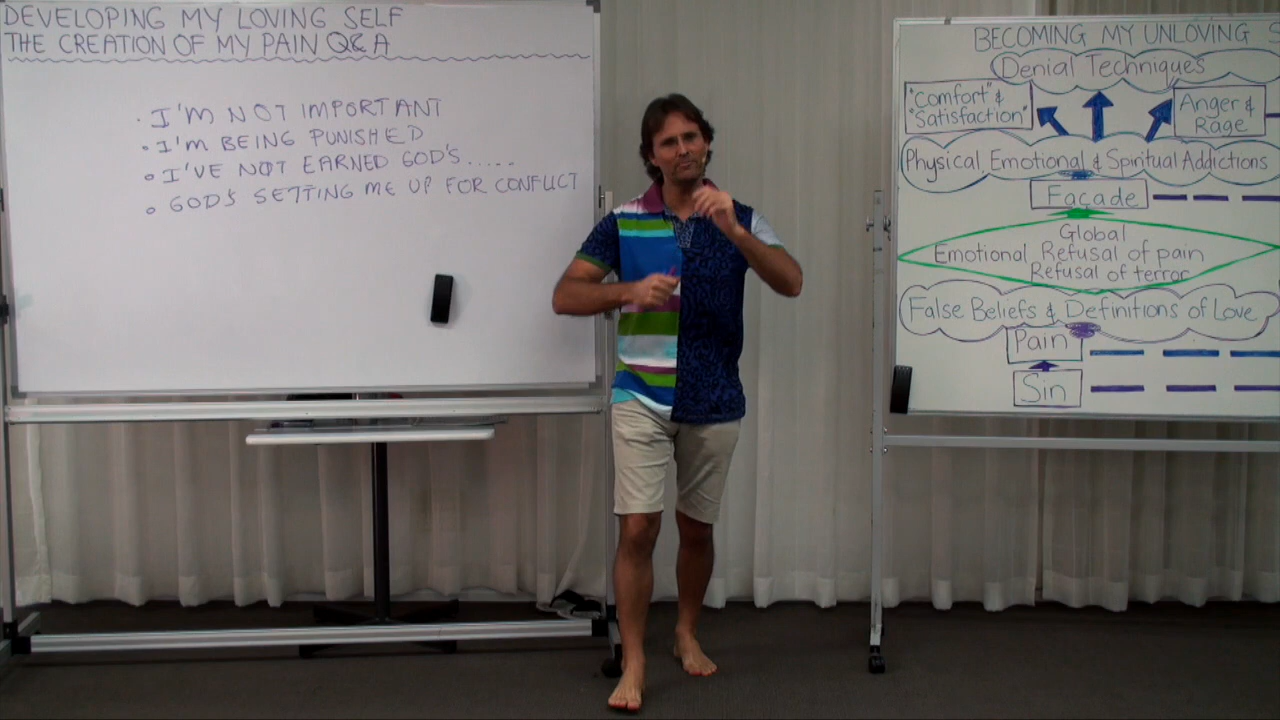 DEVELOPING MY LOVING SELF
THE CREATION OF MY PAIN Q&A
• I'M NOT IMPORTANT
• I'M BEING PUNISHED
• I'VE NOT EARNED GOD'S.....
• GOD'S SETTING ME UP FOR CONFLICT
BECOMING MY UNLOVING S
Denial Techniques
"Comfort" &
"Satisfaction"
Anger &
Rage
Physical, Emotional & Spiritual Addictions
Façade
Global
Emotional Refusal of pain
Refusal of terror
False Beliefs & Definitions of Love
Pain
Sin